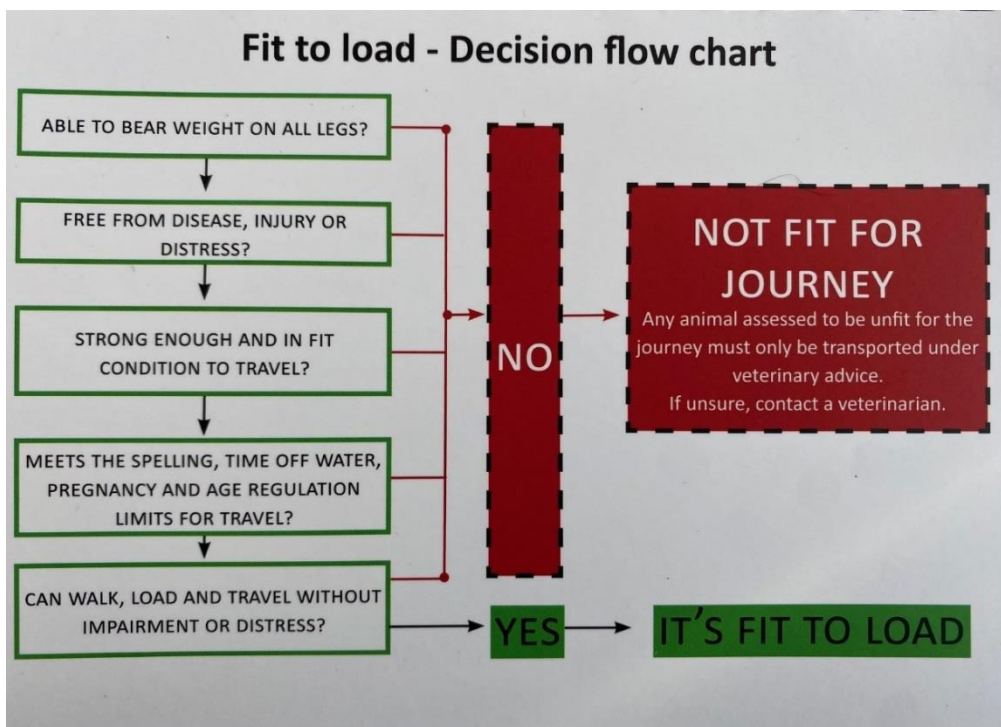 Fit to load - Decision flow chart
ABLE TO BEAR WEIGHT ON ALL LEGS?
FREE FROM DISEASE, INJURY OR
DISTRESS?
STRONG ENOUGH AND IN FIT
CONDITION TO TRAVEL?
MEETS THE SPELLING, TIME OFF WATER,
PREGNANCY AND AGE REGULATION
LIMITS FOR TRAVEL?
CAN WALK, LOAD AND TRAVEL WITHOUT
IMPAIRMENT OR DISTRESS?
NO
NOT FIT FOR
JOURNEY
Any animal assessed to be unfit for the
journey must only be transported under
veterinary advice.
If unsure, contact a veterinarian.
YES
IT'S FIT TO LOAD